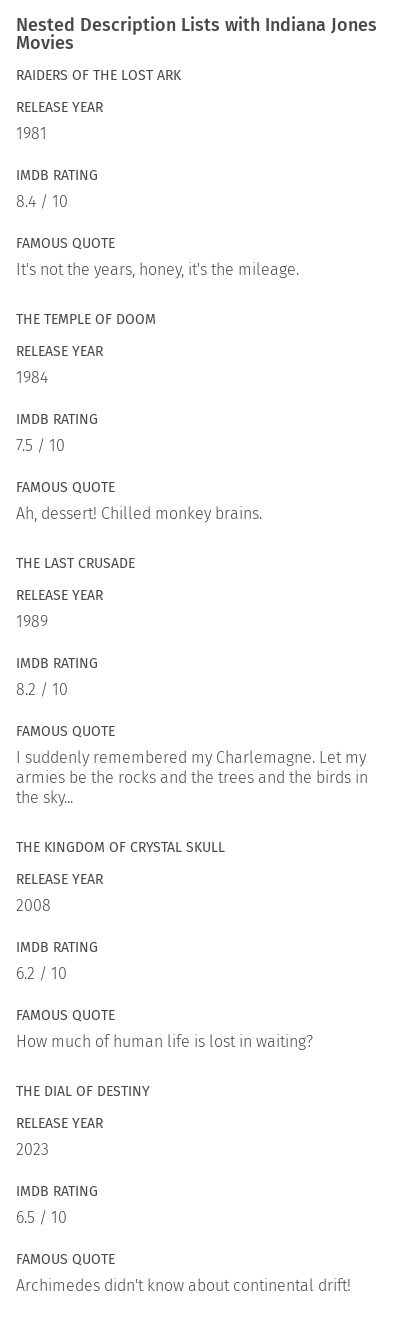 Nested Description Lists with Indiana Jones
Movies
RAIDERS OF THE LOST ARK
RELEASE YEAR
1981
IMDB RATING
8.4 / 10
FAMOUS QUOTE
It's not the years, honey, it's the mileage.
THE TEMPLE OF DOOM
RELEASE YEAR
1984
IMDB RATING
7.5 / 10
FAMOUS QUOTE
Ah, dessert! Chilled monkey brains.
THE LAST CRUSADE
RELEASE YEAR
1989
IMDB RATING
8.2 / 10
FAMOUS QUOTE
I suddenly remembered my Charlemagne. Let my
armies be the rocks and the trees and the birds in
the sky...
THE KINGDOM OF CRYSTAL SKULL
RELEASE YEAR
2008
IMDB RATING
6.2 / 10
FAMOUS QUOTE
How much of human life is lost in waiting?
THE DIAL OF DESTINY
RELEASE YEAR
2023
IMDB RATING
6.5 / 10
FAMOUS QUOTE
Archimedes didn't know about continental drift!